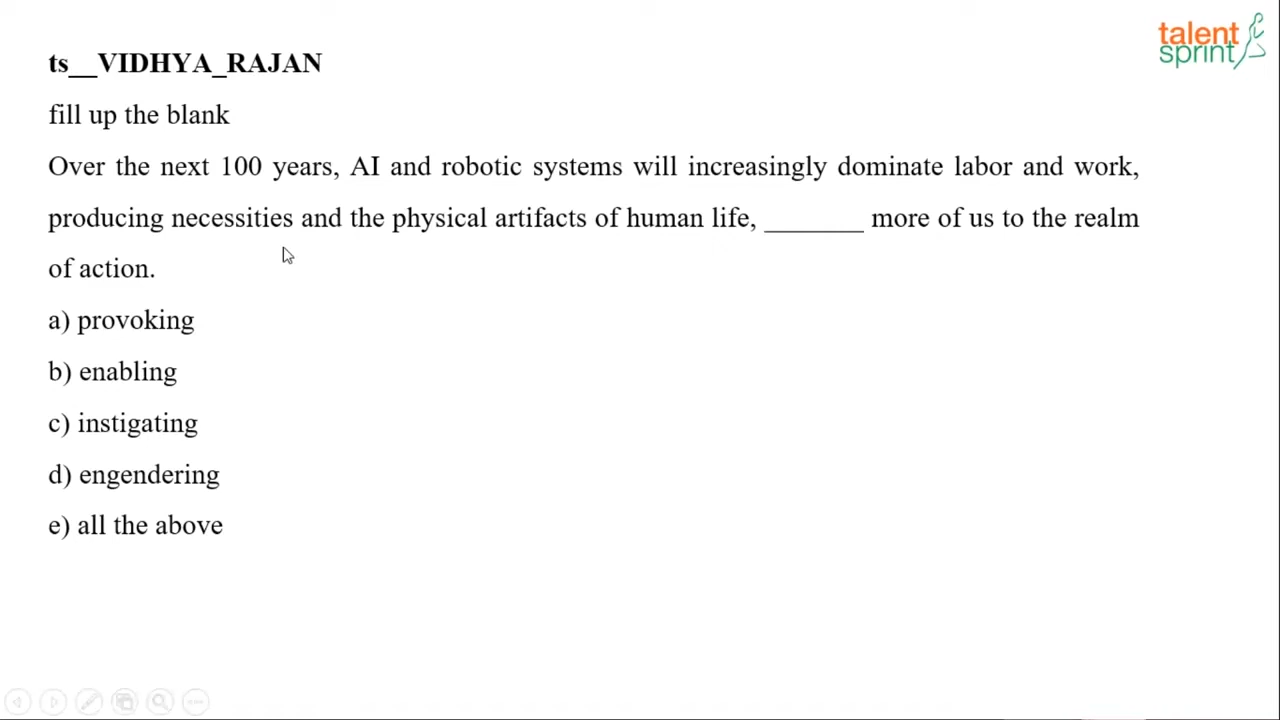 talent
sprint
ts__VIDHYA_RAJAN
fill up the blank
Over the next 100 years, AI and robotic systems will increasingly dominate labor and work,
producing necessities and the physical artifacts of human life, _______ more of us to the realm
of action.
a) provoking
b) enabling
c) instigating
d) engendering
e) all the above